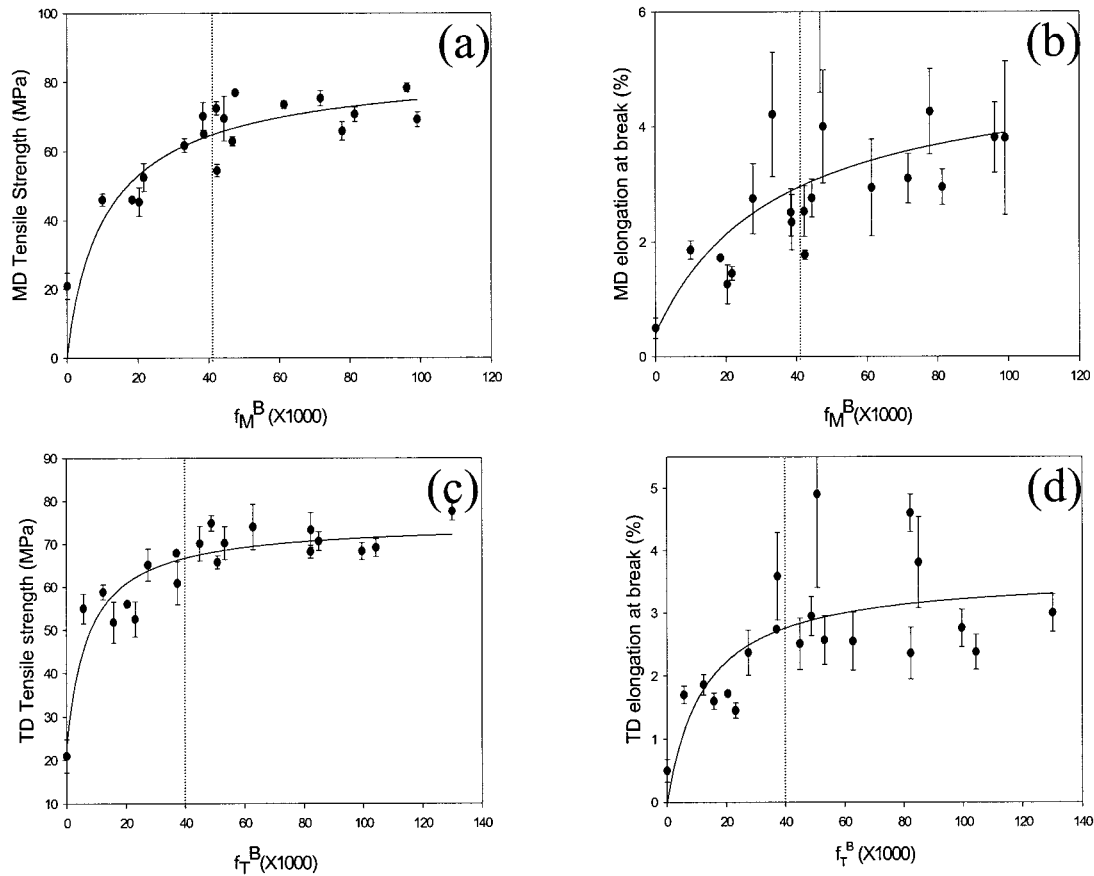 (a)
MD Tensile Strength (MPa)
100
80
60
40
20
0
0 20 40 60 80 100 120
f_M^B (X1000)
(b)
MD elongation at break (%)
6
4
2
0
0 20 40 60 80 100 120
f_M^B (X1000)
(c)
TD Tensile strength (MPa)
90
80
70
60
50
40
30
20
10
0 20 40 60 80 100 120 140
f_T^B (X1000)
(d)
TD elongation at break (%)
5
4
3
2
1
0
0 20 40 60 80 100 120 140
f_T^B (X1000)